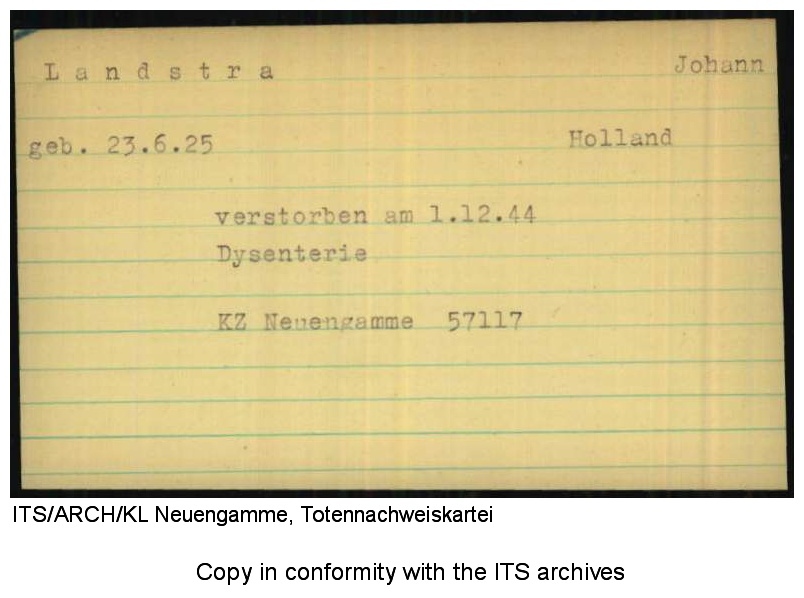 Landstra Johann
geb. 23.6.25 Holland
verstorben am 1.12.44
Dysenterie
KZ Neuengamme 57117
ITS/ARCH/KL Neuengamme, Totennachweiskartei
Copy in conformity with the ITS archives